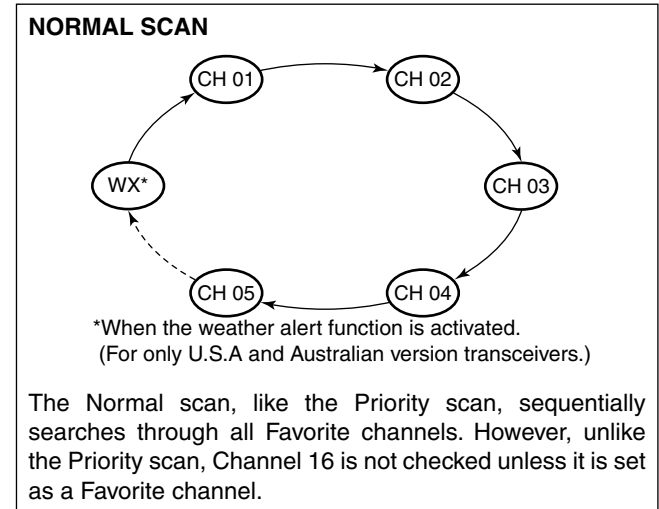 NORMAL SCAN
CH 01
CH 02
WX*
CH 03
CH 05
CH 04
*When the weather alert function is activated.
(For only U.S.A and Australian version transceivers.)
The Normal scan, like the Priority scan, sequentially
searches through all Favorite channels. However, unlike
the Priority scan, Channel 16 is not checked unless it is set
as a Favorite channel.